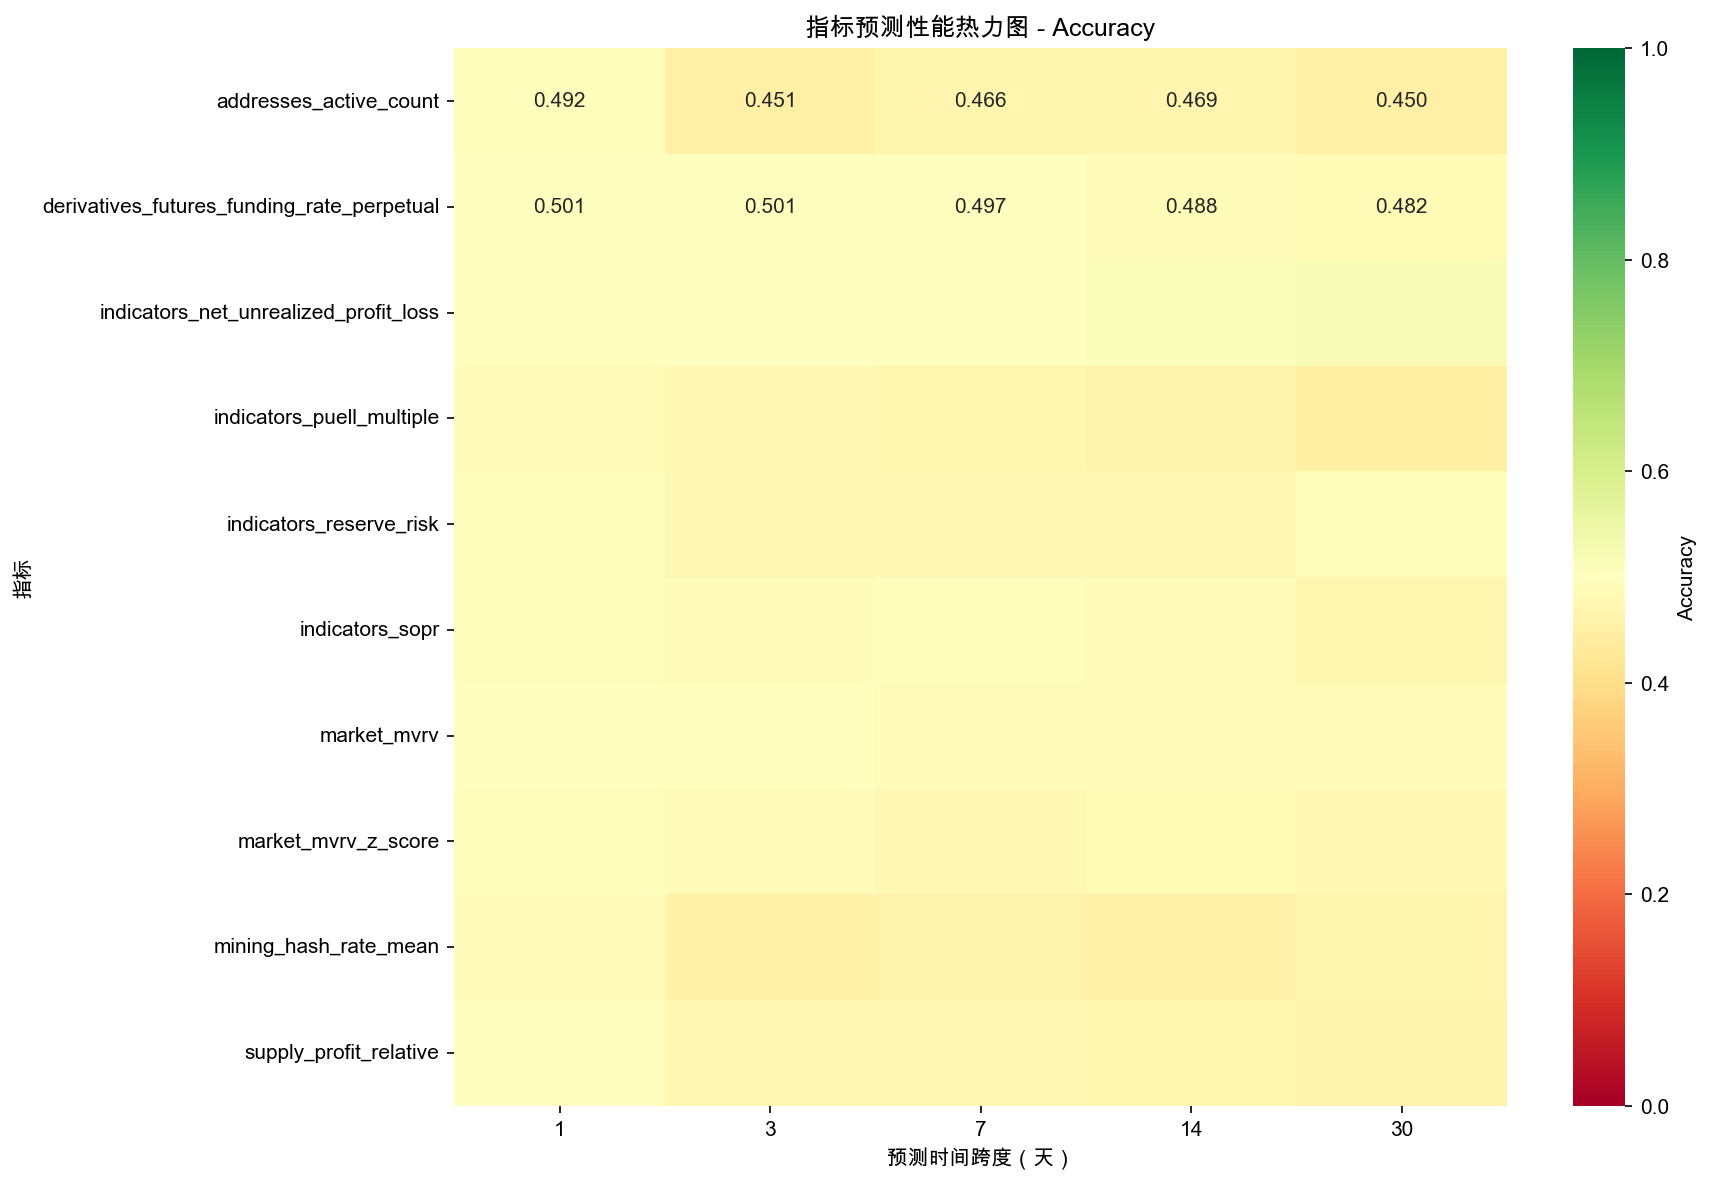 指标预测性能热力图 - Accuracy
addresses_active_count 0.492 0.451 0.466 0.469 0.450
derivatives_futures_funding_rate_perpetual 0.501 0.501 0.497 0.488 0.482
indicators_net_unrealized_profit_loss
indicators_puell_multiple
indicators_reserve_risk
indicators_sopr
market_mvrv
market_mvrv_z_score
mining_hash_rate_mean
supply_profit_relative
指标
1 3 7 14 30
预测时间跨度（天）
1.0
0.8
0.6
0.4
0.2
0.0
Accuracy